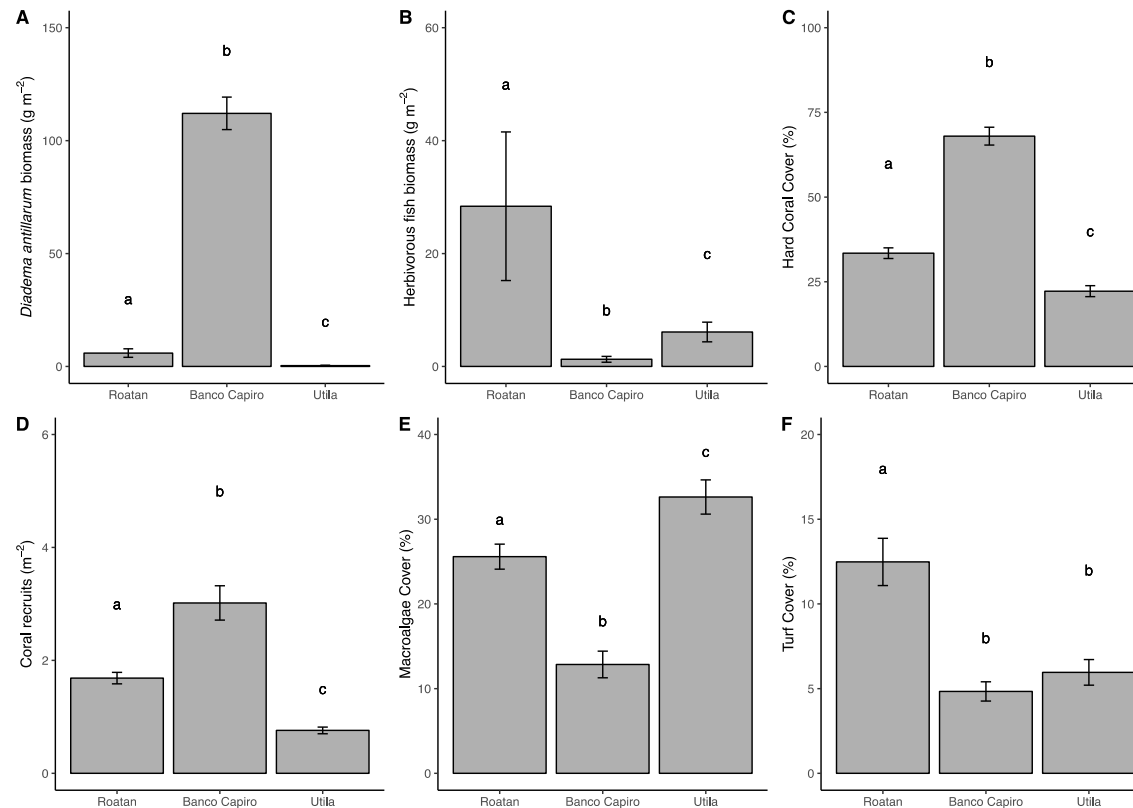 A
Diadema antillarum biomass (g m⁻²)
150
100
50
0
a
b
c
Roatan
Banco Capiro
Utila
B
Herbivorous fish biomass (g m⁻²)
60
40
20
0
a
b
c
Roatan
Banco Capiro
Utila
C
Hard Coral Cover (%)
100
75
50
25
0
a
b
c
Roatan
Banco Capiro
Utila
D
Coral recruits (m⁻²)
6
4
2
0
a
b
c
Roatan
Banco Capiro
Utila
E
Macroalgae Cover (%)
40
30
20
10
0
a
b
c
Roatan
Banco Capiro
Utila
F
Turf Cover (%)
20
15
10
5
0
a
b
b
Roatan
Banco Capiro
Utila